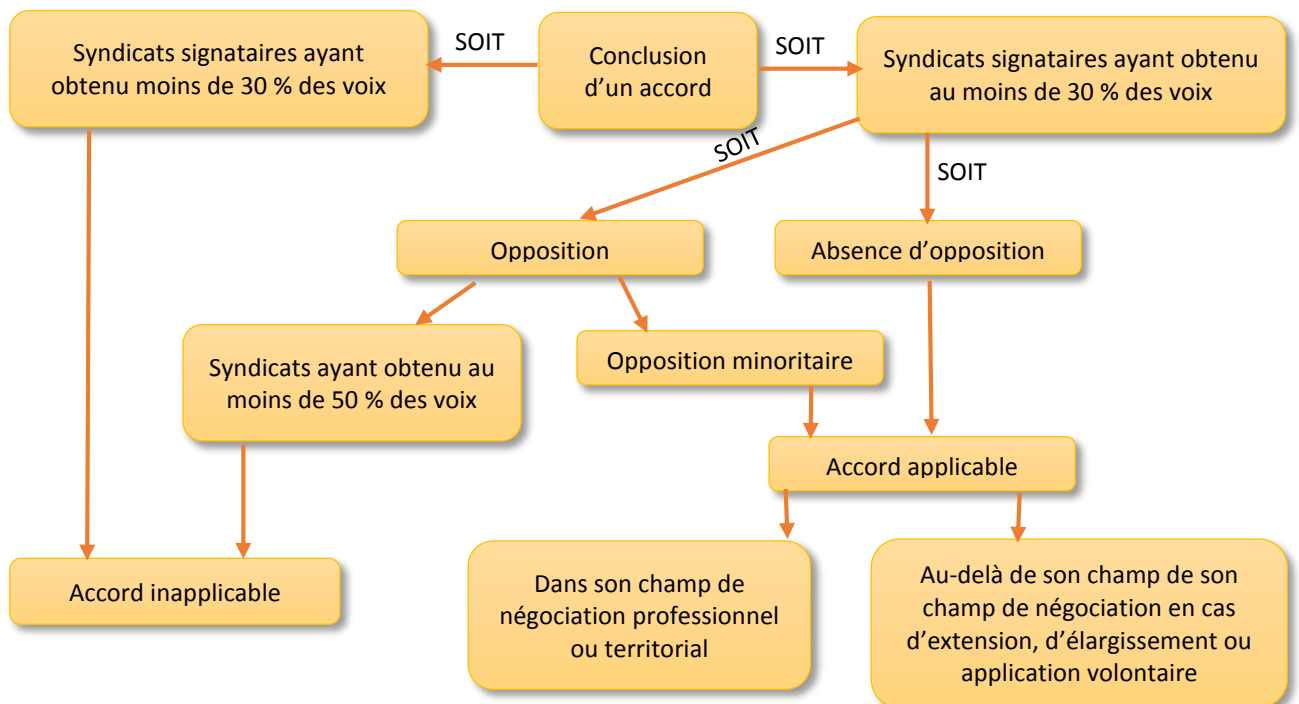 Syndicats signataires ayant
obtenu moins de 30 % des voix
SOIT
Conclusion
d’un accord
SOIT
Syndicats signataires ayant obtenu
au moins de 30 % des voix
SOIT
SOIT
Opposition
Absence d’opposition
Syndicats ayant obtenu au
moins de 50 % des voix
Opposition minoritaire
Accord applicable
Accord inapplicable
Dans son champ de
négociation professionnel
ou territorial
Au-delà de son champ de son
champ de négociation en cas
d’extension, d’élargissement ou
application volontaire